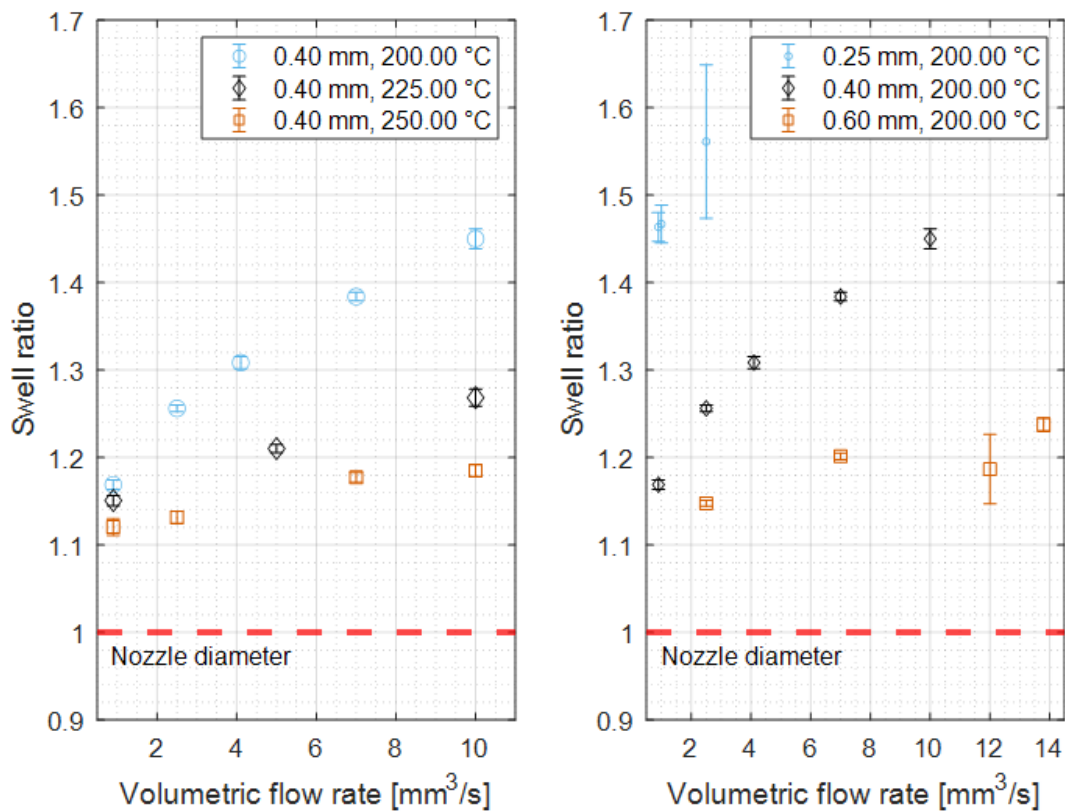 1.7
1.6
1.5
1.4
1.3
1.2
1.1
1
0.9
Swell ratio
0.40 mm, 200.00 °C
0.40 mm, 225.00 °C
0.40 mm, 250.00 °C
Nozzle diameter
2 4 6 8 10
Volumetric flow rate [mm³/s]
1.7
1.6
1.5
1.4
1.3
1.2
1.1
1
0.9
Swell ratio
0.25 mm, 200.00 °C
0.40 mm, 200.00 °C
0.60 mm, 200.00 °C
Nozzle diameter
2 4 6 8 10 12 14
Volumetric flow rate [mm³/s]